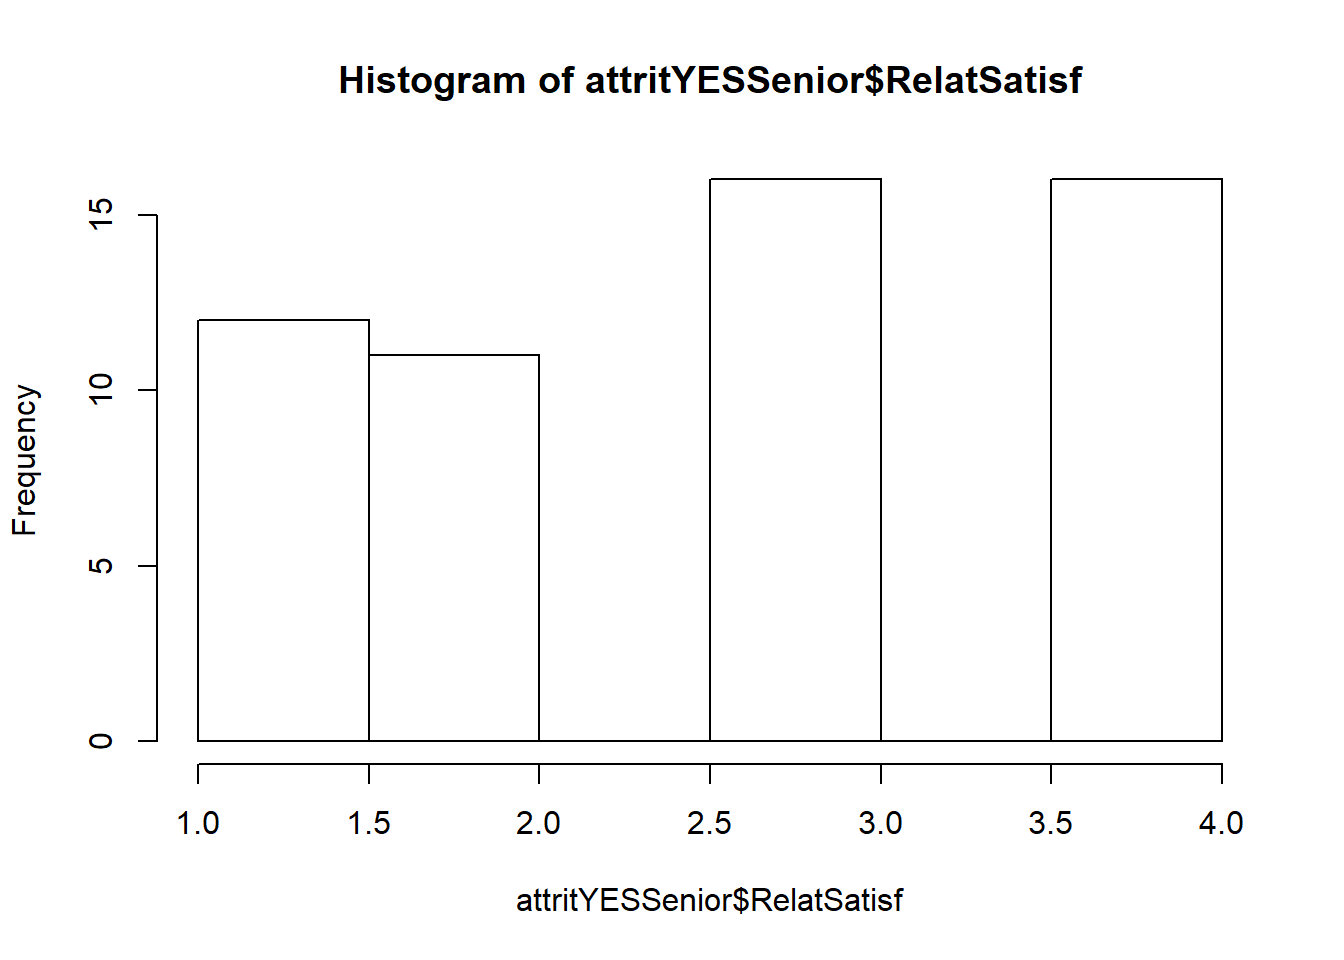 Histogram of attritYESSenior$RelatSatisf
Frequency
15
10
5
0
1.0 1.5 2.0 2.5 3.0 3.5 4.0
attritYESSenior$RelatSatisf